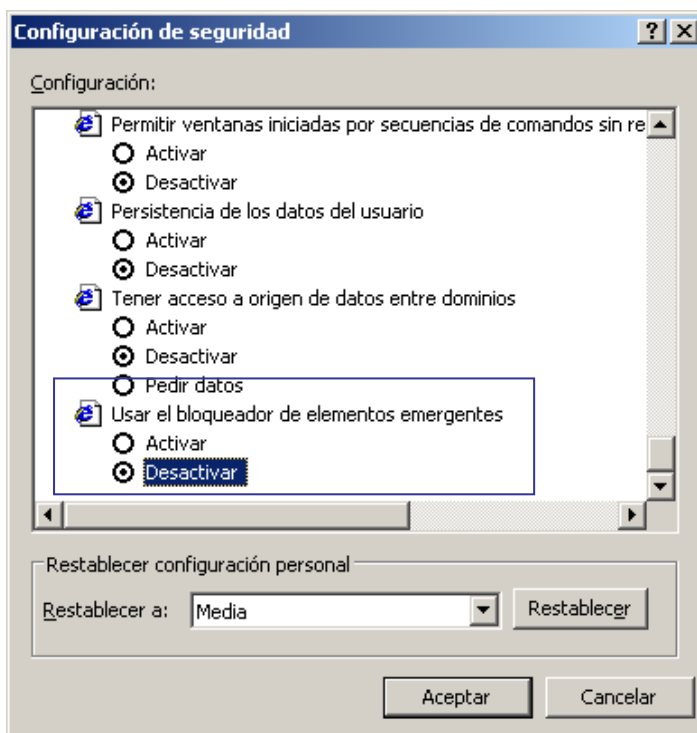 Configuración de seguridad
Configuración:
Permitir ventanas iniciadas por secuencias de comandos sin re
Activar
Desactivar
Persistencia de los datos del usuario
Activar
Desactivar
Tener acceso a origen de datos entre dominios
Activar
Desactivar
Pedir datos
Usar el bloqueador de elementos emergentes
Activar
Desactivar
Restablecer configuración personal
Restablecer a: Media Restablecer
Aceptar Cancelar